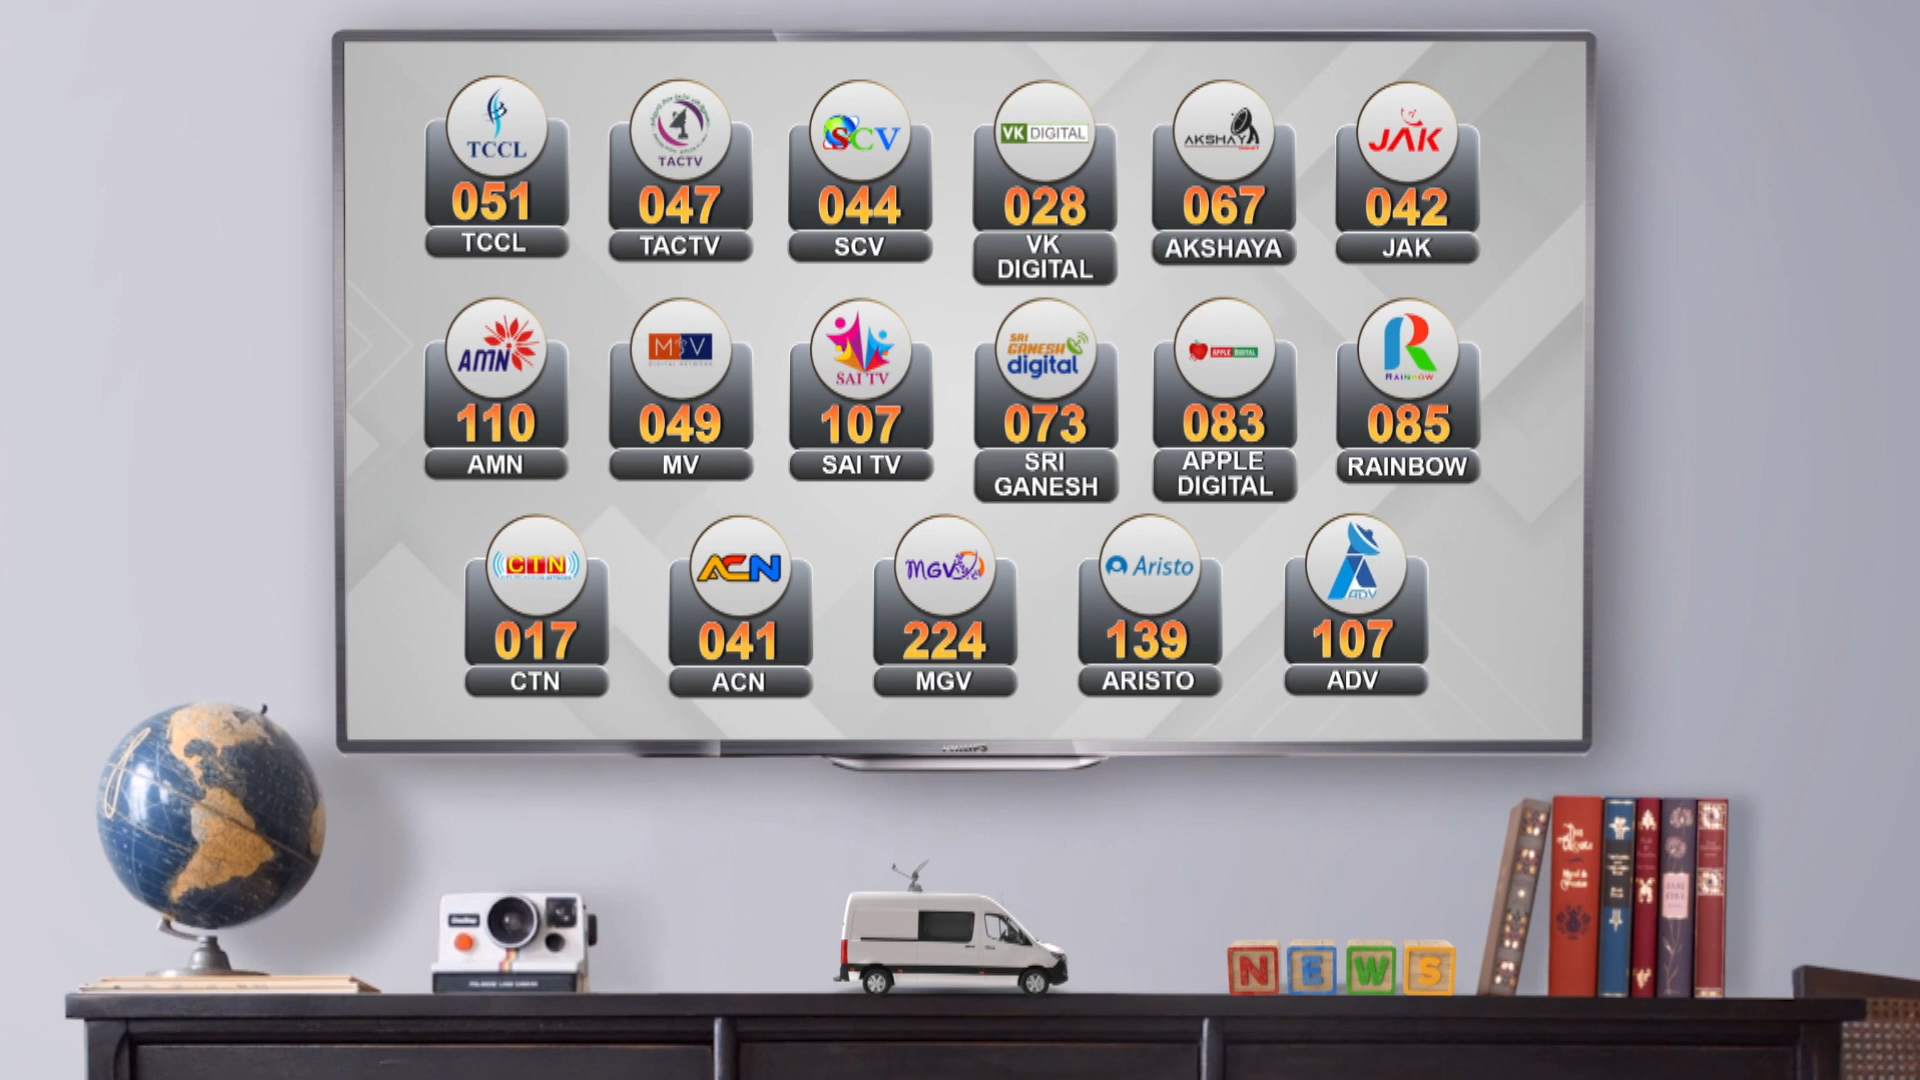 TCCL
051
TCCL
TACTV
047
TACTV
SCV
044
SCV
VK DIGITAL
028
VK
DIGITAL
AKSHAYA
067
AKSHAYA
JAK
042
JAK
AMN
110
AMN
MV
049
MV
SAI TV
107
SAI TV
SRI
GANESH
digital
073
SRI
GANESH
APPLE DIGITAL
083
APPLE
DIGITAL
RAINBOW
085
RAINBOW
CTN
017
CTN
ACN
041
ACN
MGV
224
MGV
Aristo
139
ARISTO
ADV
107
ADV
PHILIPS
NEWS